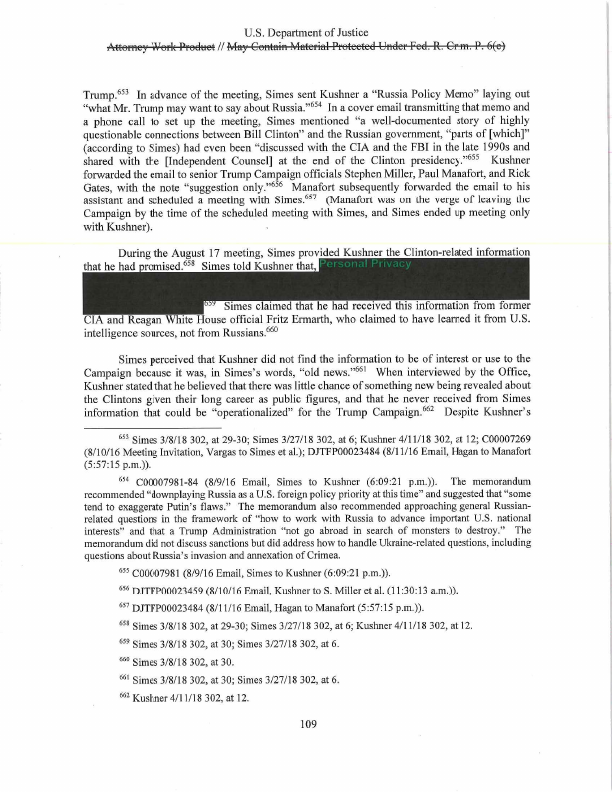 U.S. Department of Justice
Attorney Work Product // May Contain Material Protected Under Fed. R. Crim. P. 6(e)
Trump.653 In advance of the meeting, Simes sent Kushner a “Russia Policy Memo” laying out
“what Mr. Trump may want to say about Russia.”654 In a cover email transmitting that memo and
a phone call to set up the meeting, Simes mentioned “a well-documented story of highly
questionable connections between Bill Clinton” and the Russian government, “parts of [which]”
(according to Simes) had even been “discussed with the CIA and the FBI in the late 1990s and
shared with the [Independent Counsel] at the end of the Clinton presidency.”655 Kushner
forwarded the email to senior Trump Campaign officials Stephen Miller, Paul Manafort, and Rick
Gates, with the note “suggestion only.”656 Manafort subsequently forwarded the email to his
assistant and scheduled a meeting with Simes.657 (Manafort was on the verge of leaving the
Campaign by the time of the scheduled meeting with Simes, and Simes ended up meeting only
with Kushner).
During the August 17 meeting, Simes provided Kushner the Clinton-related information
that he had promised.658 Simes told Kushner that, Personal Privacy
659 Simes claimed that he had received this information from former
CIA and Reagan White House official Fritz Ermarth, who claimed to have learned it from U.S.
intelligence sources, not from Russians.660
Simes perceived that Kushner did not find the information to be of interest or use to the
Campaign because it was, in Simes’s words, “old news.”661 When interviewed by the Office,
Kushner stated that he believed that there was little chance of something new being revealed about
the Clintons given their long career as public figures, and that he never received from Simes
information that could be “operationalized” for the Trump Campaign.662 Despite Kushner’s
653 Simes 3/8/18 302, at 29-30; Simes 3/27/18 302, at 6; Kushner 4/11/18 302, at 12; C00007269
(8/10/16 Meeting Invitation, Vargas to Simes et al.); DJTFP00023484 (8/11/16 Email, Hagan to Manafort
(5:57:15 p.m.)).
654 C00007981-84 (8/9/16 Email, Simes to Kushner (6:09:21 p.m.)). The memorandum
recommended “downplaying Russia as a U.S. foreign policy priority at this time” and suggested that “some
tend to exaggerate Putin’s flaws.” The memorandum also recommended approaching general Russian-
related questions in the framework of “how to work with Russia to advance important U.S. national
interests” and that a Trump Administration “not go abroad in search of monsters to destroy.” The
memorandum did not discuss sanctions but did address how to handle Ukraine-related questions, including
questions about Russia’s invasion and annexation of Crimea.
655 C00007981 (8/9/16 Email, Simes to Kushner (6:09:21 p.m.)).
656 DJTFP00023459 (8/10/16 Email, Kushner to S. Miller et al. (11:30:13 a.m.)).
657 DJTFP00023484 (8/11/16 Email, Hagan to Manafort (5:57:15 p.m.)).
658 Simes 3/8/18 302, at 29-30; Simes 3/27/18 302, at 6; Kushner 4/11/18 302, at 12.
659 Simes 3/8/18 302, at 30; Simes 3/27/18 302, at 6.
660 Simes 3/8/18 302, at 30.
661 Simes 3/8/18 302, at 30; Simes 3/27/18 302, at 6.
662 Kushner 4/11/18 302, at 12.
109